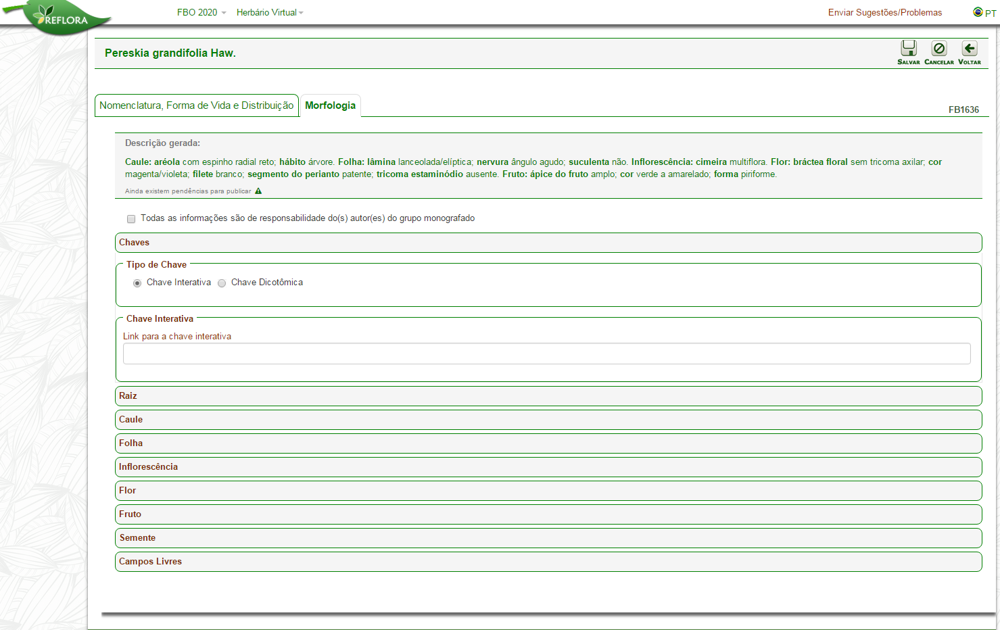 REFLORA
FBO 2020 Herbário Virtual Enviar Sugestões/Problemas PT
Pereskia grandifolia Haw.
SALVAR CANCELAR VOLTAR
Nomenclatura, Forma de Vida e Distribuição Morfologia FB1636
Descrição gerada:
Caule: aréola com espinho radial reto; hábito árvore. Folha: lâmina lanceolada/elíptica; nervura ângulo agudo; suculenta não. Inflorescência: cimeira multiflora. Flor: bráctea floral sem tricoma axilar; cor
magenta/violeta; filete branco; segmento do perianto patente; tricoma estaminódio ausente. Fruto: ápice do fruto amplo; cor verde a amarelado; forma piriforme.
Ainda existem pendências para publicar
Todas as informações são de responsabilidade do(s) autor(es) do grupo monografado
Chaves
Tipo de Chave
Chave Interativa Chave Dicotômica
Chave Interativa
Link para a chave interativa
Raiz
Caule
Folha
Inflorescência
Flor
Fruto
Semente
Campos Livres